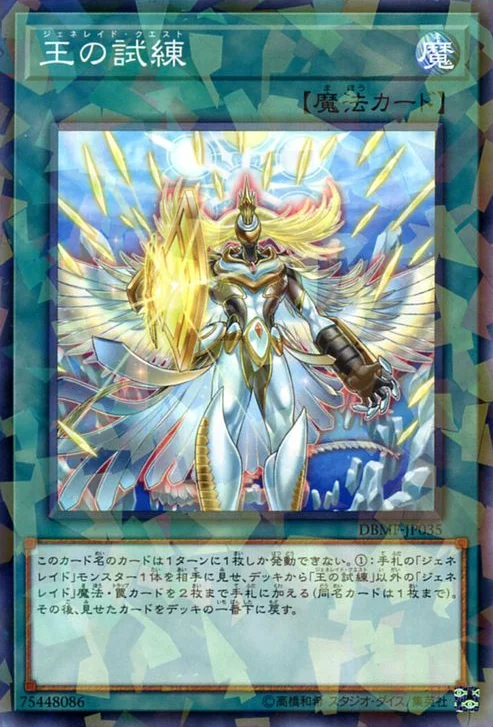 ジェネレイド・クエスト
王の試練
魔
まほう
【魔法カード】
DBMF-JP035
このカード名のカードは1ターンに1枚しか発動できない。①:手札の「ジェネ
レイド」モンスター1体を相手に見せ、デッキから「王の試練」以外の「ジェネ
レイド」魔法・罠カードを2枚まで手札に加える(同名カードは1枚まで)。
その後、見せたカードをデッキの一番下に戻す。
75448086
©高橋和希 スタジオ・ダイス/集英社